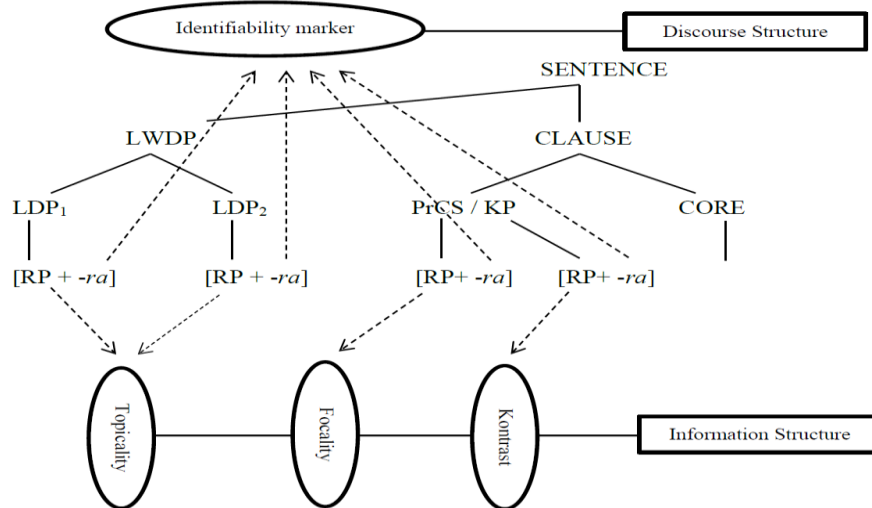 Identifiability marker
Discourse Structure
SENTENCE
LWDP
CLAUSE
LDP₁
LDP₂
PrCS / KP
CORE
[RP + -ra]
[RP + -ra]
[RP+ -ra]
[RP+ -ra]
Topicality
Focality
Kontrast
Information Structure